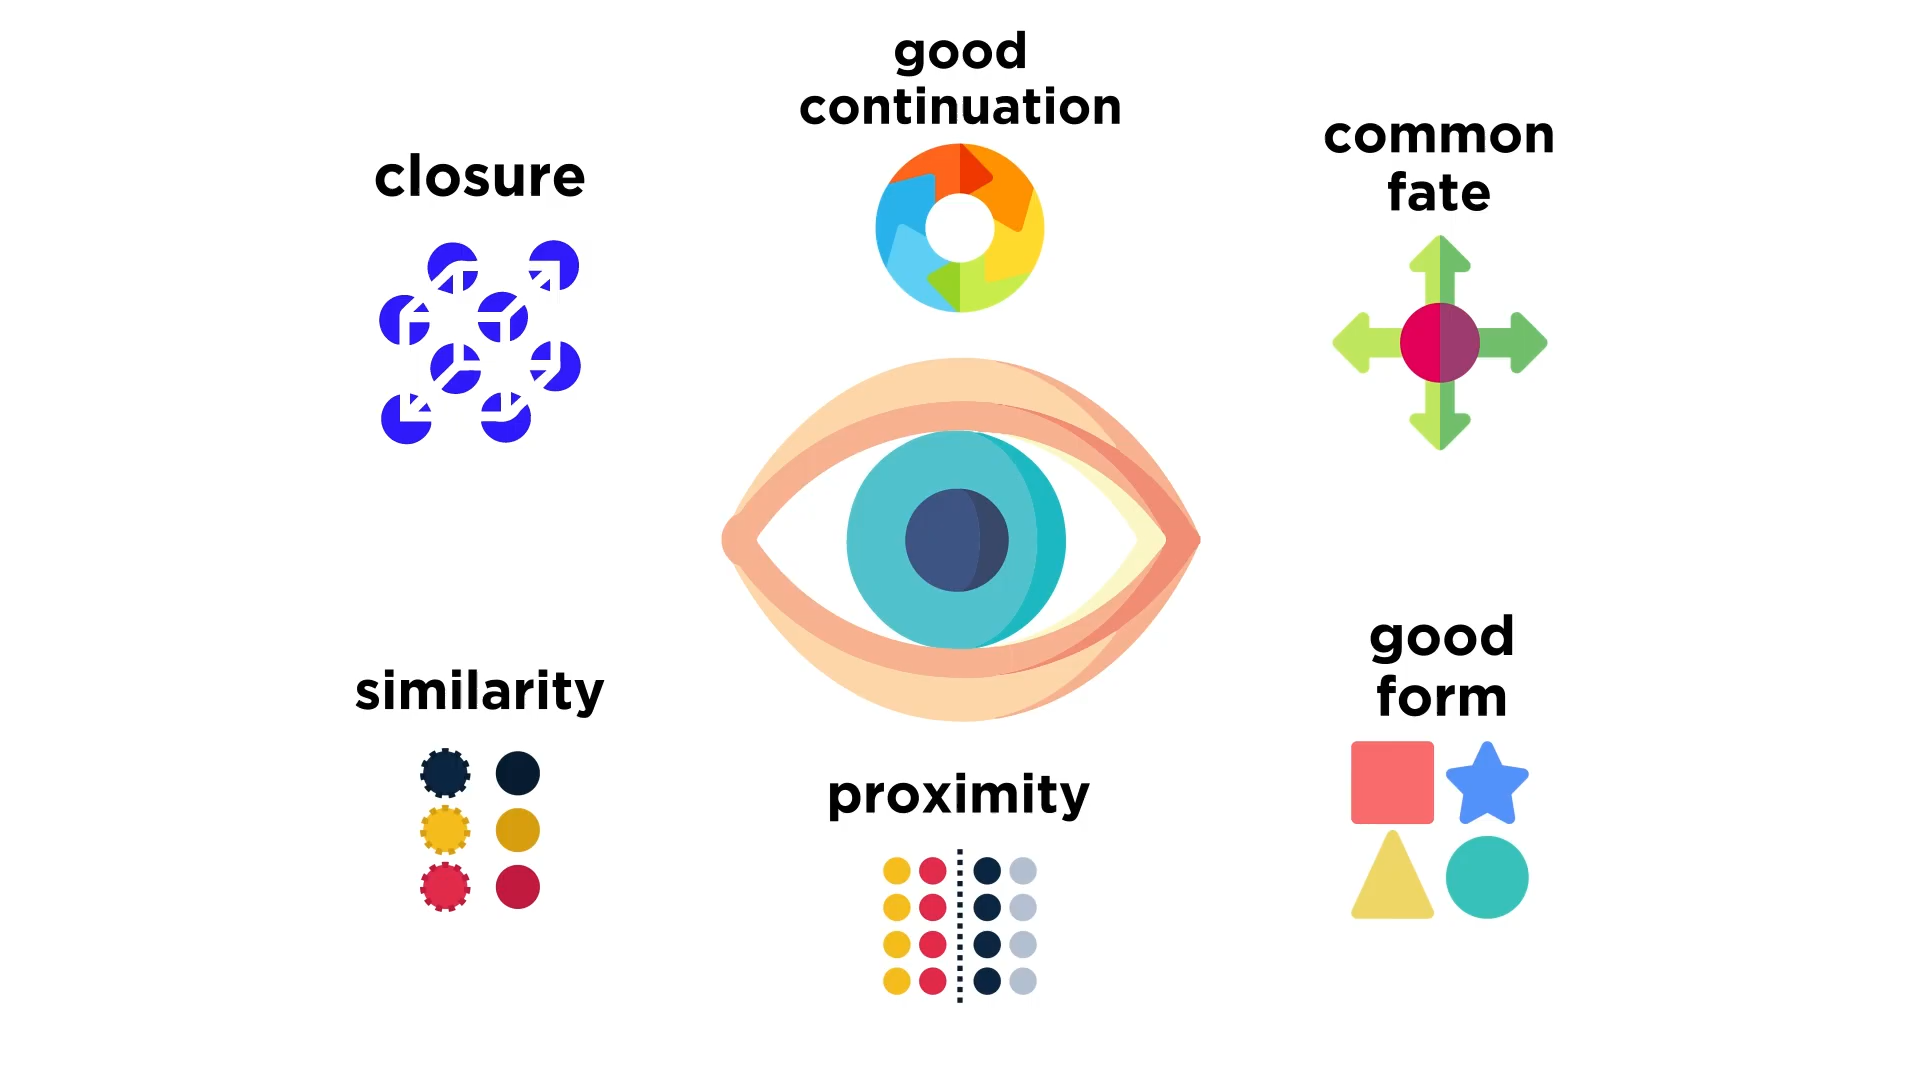 good
continuation
common
fate
closure
good
form
similarity
proximity